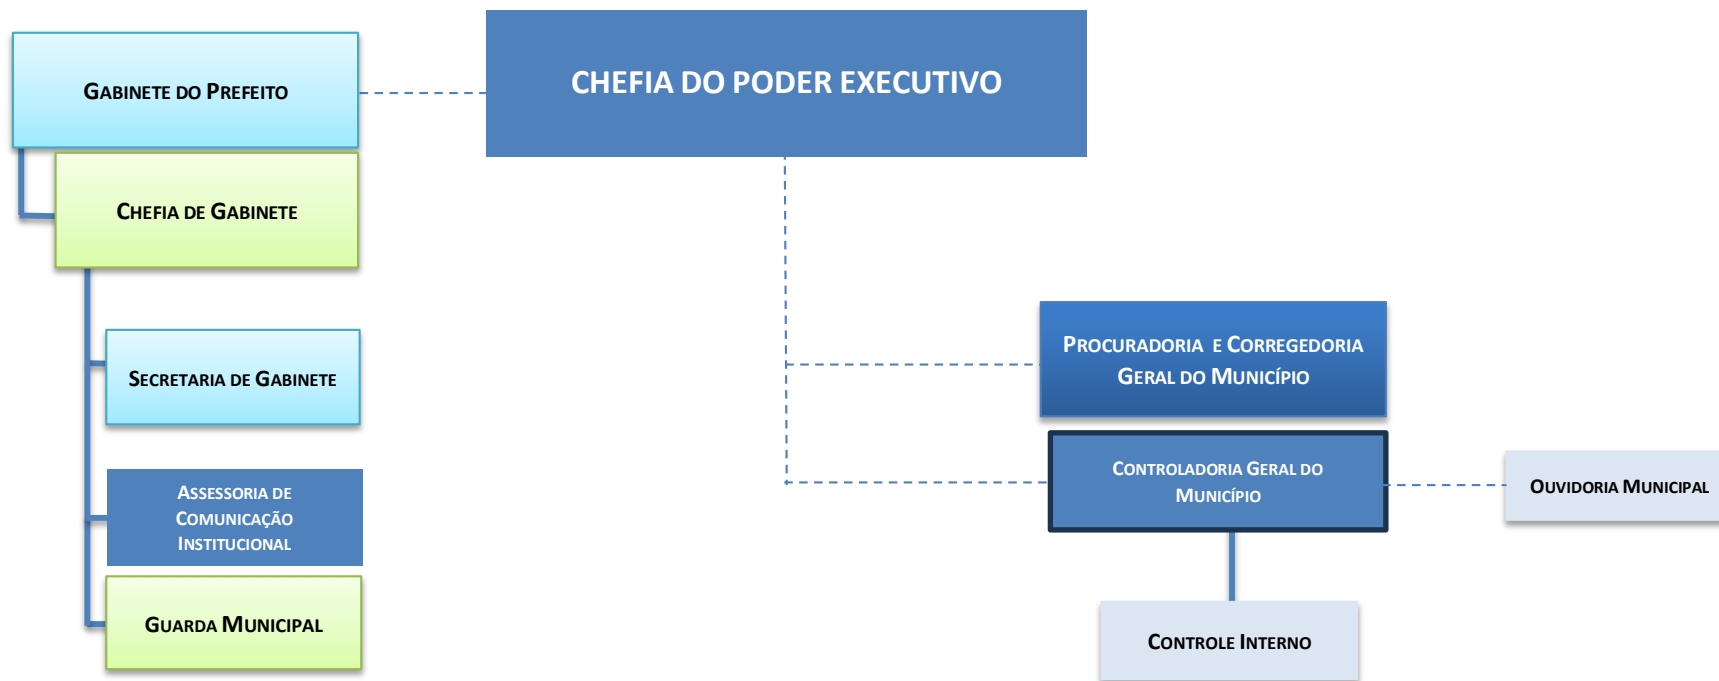 GABINETE DO PREFEITO
CHEFIA DO PODER EXECUTIVO
CHEFIA DE GABINETE
SECRETARIA DE GABINETE
ASSESSORIA DE
COMUNICAÇÃO
INSTITUCIONAL
GUARDA MUNICIPAL
PROCURADORIA E CORREGEDORIA
GERAL DO MUNICÍPIO
CONTROLADORIA GERAL DO
MUNICÍPIO
OUVIDORIA MUNICIPAL
CONTROLE INTERNO